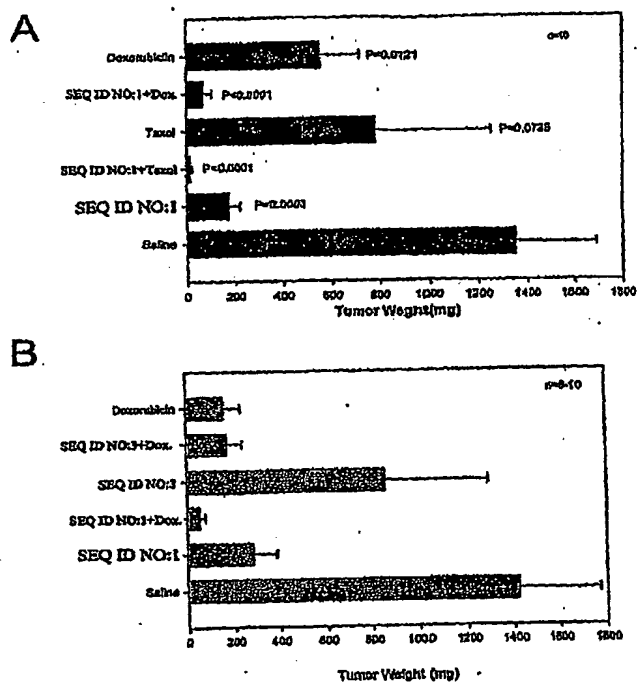 A
n=10
Doxorubicin P=0.0721
SEQ ID NO:1+Dox. P<0.0001
Taxol P=0.0738
SEQ ID NO:1+Taxol P<0.0001
SEQ ID NO:1 P=0.0003
Saline
0 200 400 600 800 1000 1200 1400 1600 1800
Tumor Weight(mg)
B
n=8-10
Doxorubicin
SEQ ID NO:3+Dox.
SEQ ID NO:3
SEQ ID NO:1+Dox.
SEQ ID NO:1
Saline
0 200 400 600 800 1000 1200 1400 1600 1800
Tumor Weight (mg)